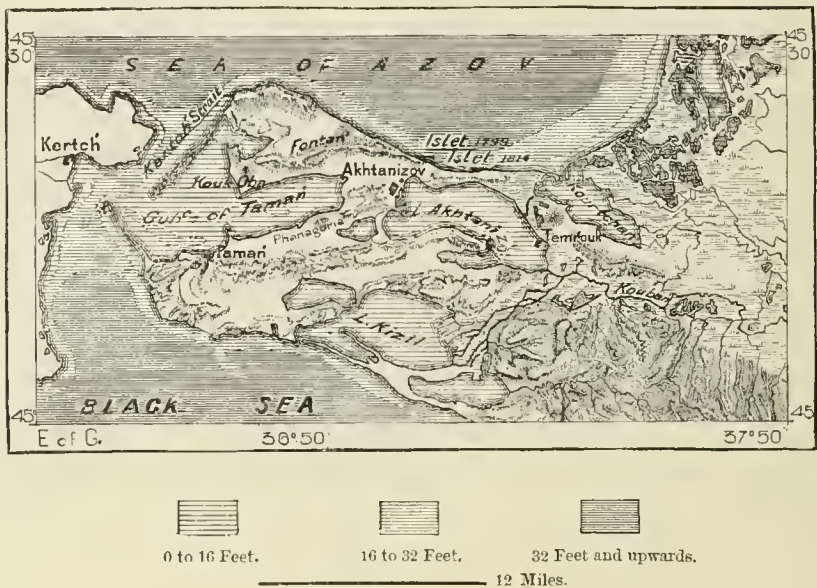 45
30
45
30
SEA OF AZOV
Kertch Strait
Kertch
Fontan
Islet 1799
Islet 1814
Akhtanizov
Gulf of Taman
L. Akhtani
Phanagoria
Taman
Temrouk
Kouban
L. Kizil
BLACK SEA
45
45
E of G.
36°50'
37°50'
0 to 16 Feet.
16 to 32 Feet.
32 Feet and upwards.
12 Miles.